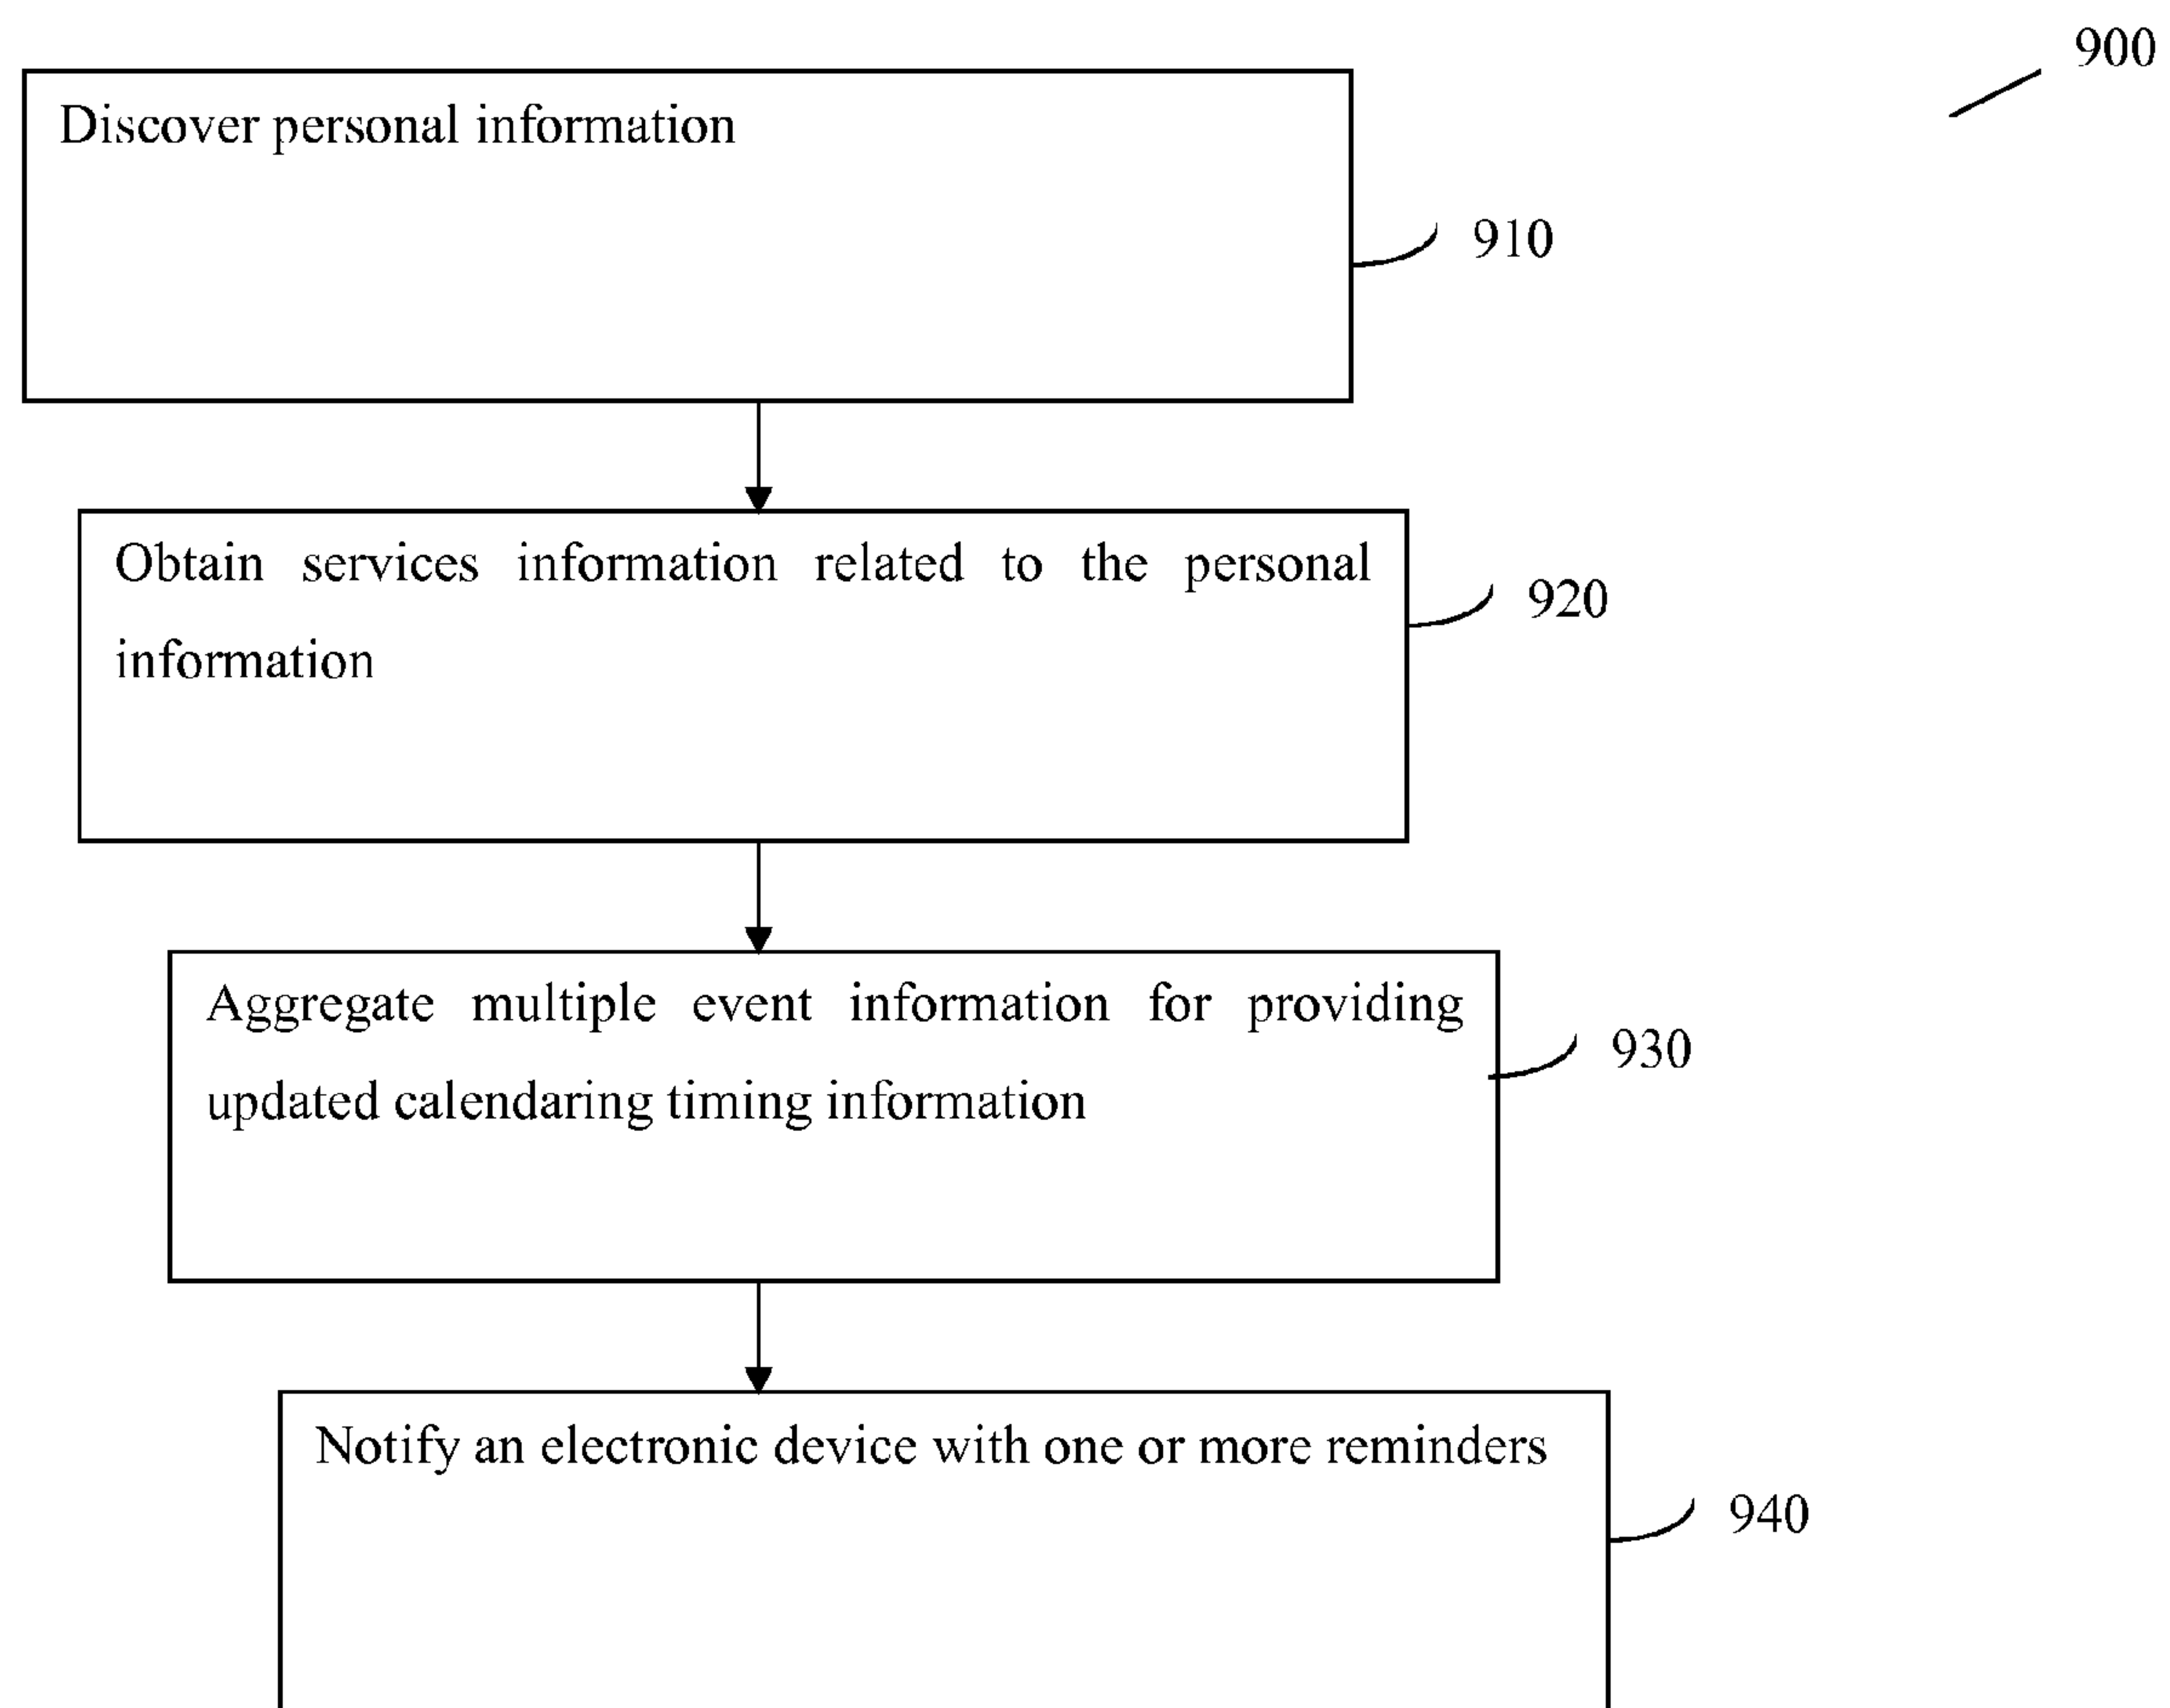 900
Discover personal information
910
Obtain services information related to the personal
information
920
Aggregate multiple event information for providing
updated calendaring timing information
930
Notify an electronic device with one or more reminders
940